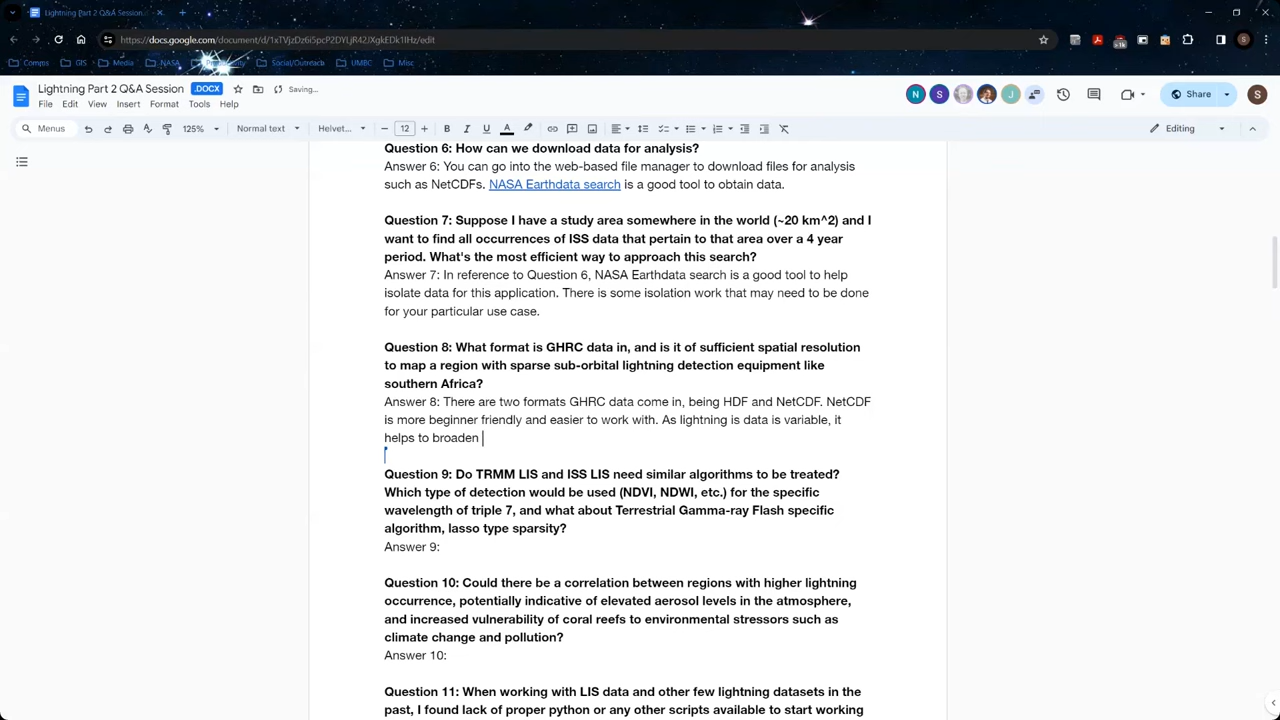 Lightning Part 2 Q&A Session
https://docs.google.com/document/d/1xTVjzDz6i5pcP2DYLjR42JXgkEDk1IHz/edit
Comps GIS Media NASA Social/Outreach UMBC Misc
Lightning Part 2 Q&A Session .DOCX Saving…
File Edit View Insert Format Tools Help
Share
S
N S J
Menus 125% Normal text Helvet... 12 Editing
Question 6: How can we download data for analysis?
Answer 6: You can go into the web-based file manager to download files for analysis
such as NetCDFs. NASA Earthdata search is a good tool to obtain data.
Question 7: Suppose I have a study area somewhere in the world (~20 km^2) and I
want to find all occurrences of ISS data that pertain to that area over a 4 year
period. What's the most efficient way to approach this search?
Answer 7: In reference to Question 6, NASA Earthdata search is a good tool to help
isolate data for this application. There is some isolation work that may need to be done
for your particular use case.
Question 8: What format is GHRC data in, and is it of sufficient spatial resolution
to map a region with sparse sub-orbital lightning detection equipment like
southern Africa?
Answer 8: There are two formats GHRC data come in, being HDF and NetCDF. NetCDF
is more beginner friendly and easier to work with. As lightning is data is variable, it
helps to broaden
Question 9: Do TRMM LIS and ISS LIS need similar algorithms to be treated?
Which type of detection would be used (NDVI, NDWI, etc.) for the specific
wavelength of triple 7, and what about Terrestrial Gamma-ray Flash specific
algorithm, lasso type sparsity?
Answer 9:
Question 10: Could there be a correlation between regions with higher lightning
occurrence, potentially indicative of elevated aerosol levels in the atmosphere,
and increased vulnerability of coral reefs to environmental stressors such as
climate change and pollution?
Answer 10:
Question 11: When working with LIS data and other few lightning datasets in the
past, I found lack of proper python or any other scripts available to start working